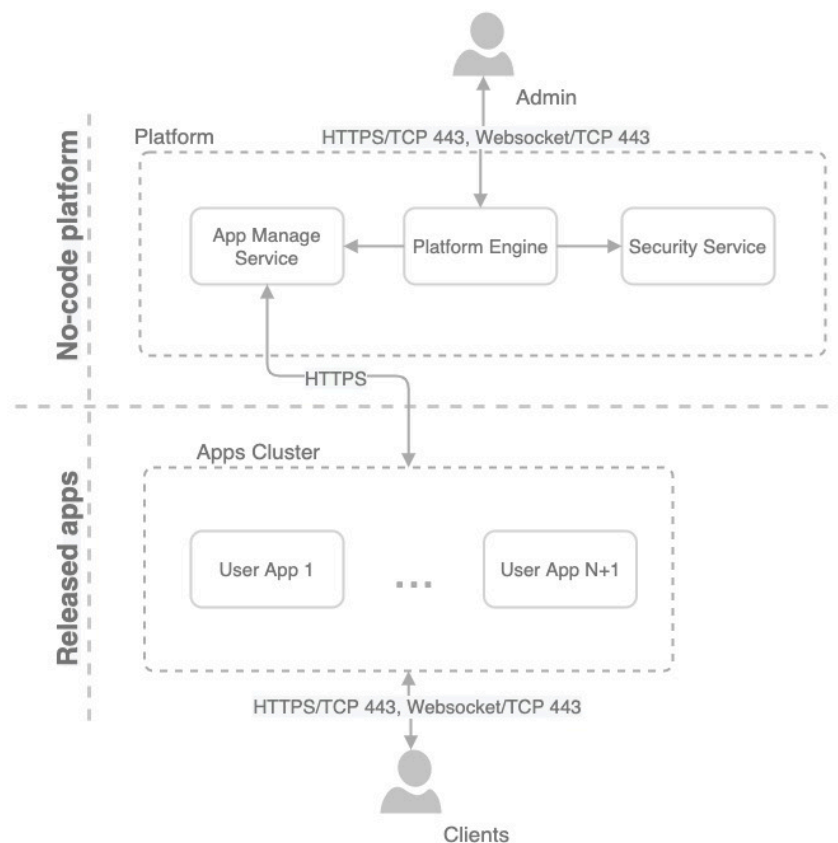 Admin
HTTPS/TCP 443, Websocket/TCP 443
Platform
No-code platform
App Manage
Service
Platform Engine
Security Service
HTTPS
Apps Cluster
Released apps
User App 1
...
User App N+1
HTTPS/TCP 443, Websocket/TCP 443
Clients